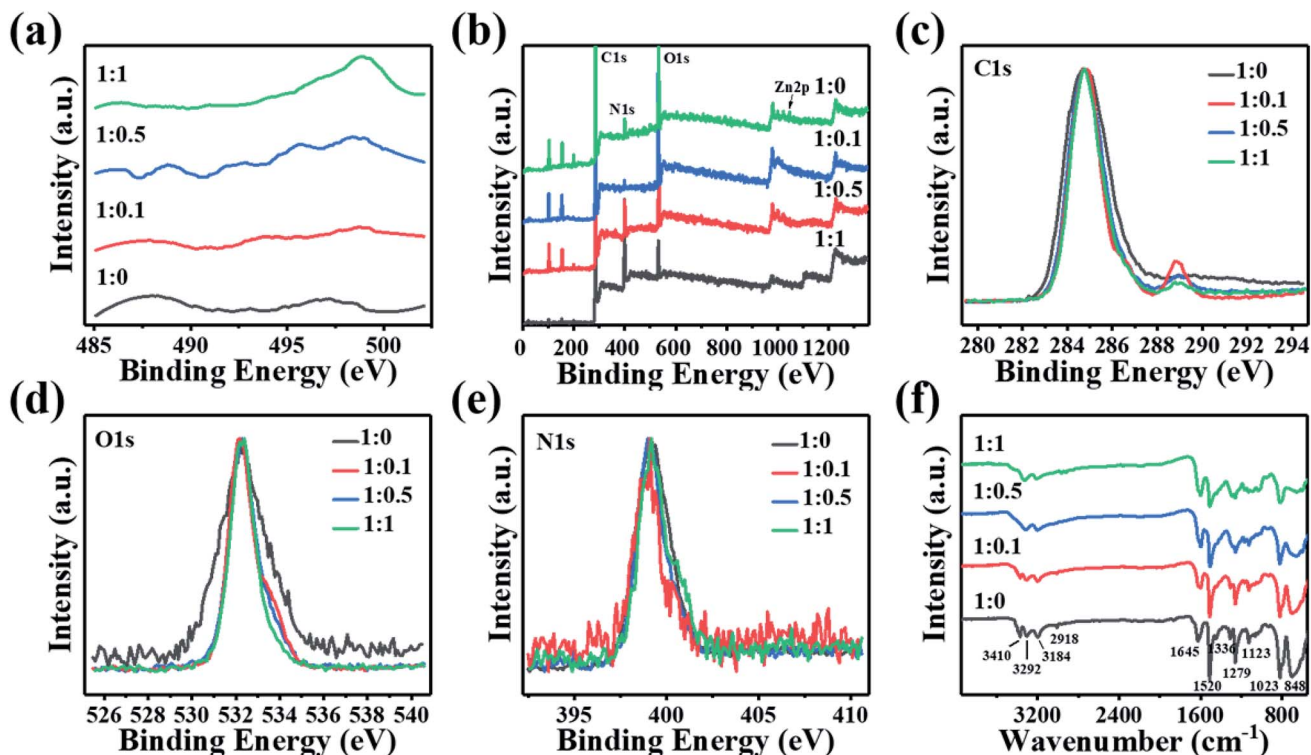 (a)
Intensity (a.u.)
1:1
1:0.5
1:0.1
1:0
485 490 495 500
Binding Energy (eV)
(b)
Intensity (a.u.)
C1s
O1s
N1s
Zn2p
1:0
1:0.1
1:0.5
1:1
0 200 400 600 800 1000 1200
Binding Energy (eV)
(c)
Intensity (a.u.)
C1s
1:0
1:0.1
1:0.5
1:1
280 282 284 286 288 290 292 294
Binding Energy (eV)
(d)
Intensity (a.u.)
O1s
1:0
1:0.1
1:0.5
1:1
526 528 530 532 534 536 538 540
Binding Energy (eV)
(e)
Intensity (a.u.)
N1s
1:0
1:0.1
1:0.5
1:1
395 400 405 410
Binding Energy (eV)
(f)
Intensity (a.u.)
1:1
1:0.5
1:0.1
1:0
3410
3292
3184
2918
1645
1520
1336
1279
1123
1023
848
3200 2400 1600 800
Wavenumber (cm⁻¹)